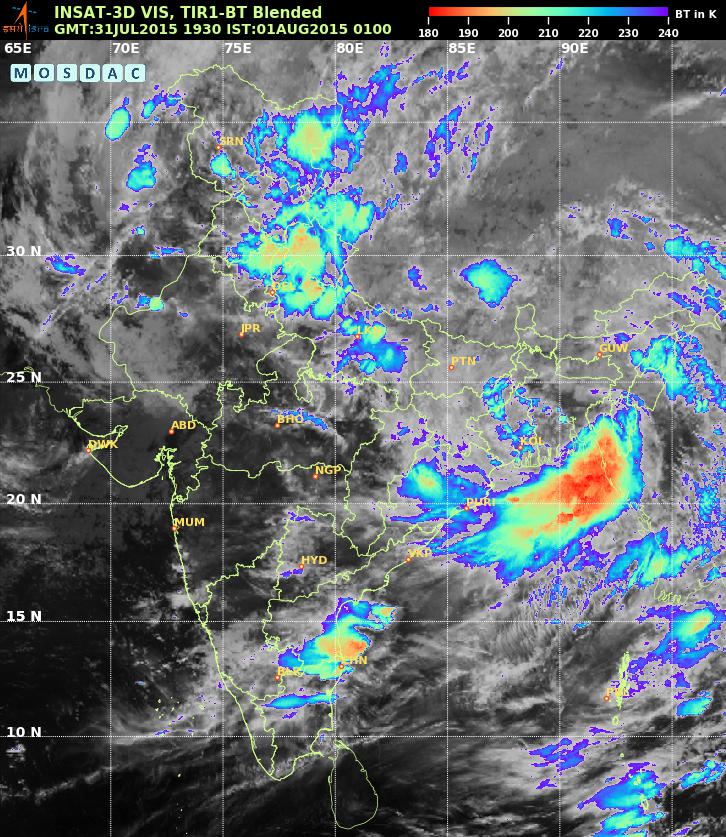 INSAT-3D VIS, TIR1-BT Blended
GMT:31JUL2015 1930 IST:01AUG2015 0100
BT in K
180 190 200 210 220 230 240
65E 70E 75E 80E 85E 90E
MOSDAC
SRN
30 N
DEL
JPR
LKN
GUW
PTN
25 N
ABD
BHO
DWK
KOL
NGP
20 N
PURI
MUM
VKP
HYD
15 N
CHN
10 N